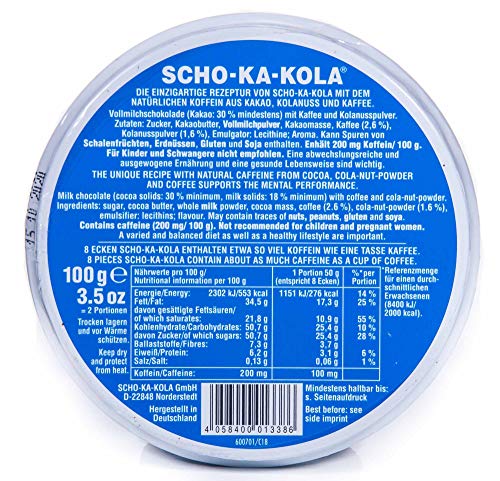 SCHO-KA-KOLA®
DIE EINZIGARTIGE REZEPTUR VON SCHO-KA-KOLA MIT DEM
NATÜRLICHEN KOFFEIN AUS KAKAO, KOLANUSS UND KAFFEE.
Vollmilchschokolade (Kakao: 30 % mindestens) mit Kaffee und Kolanusspulver.
Zutaten: Zucker, Kakaobutter, Vollmilchpulver, Kakaomasse, Kaffee (2,6 %),
Kolanusspulver (1,6 %), Emulgator: Lecithine; Aroma. Kann Spuren von
Schalenfrüchten, Erdnüssen, Gluten und Soja enthalten. Enhält 200 mg Koffein/ 100 g.
Für Kinder und Schwangere nicht empfohlen. Eine abwechslungsreiche und
ausgewogene Ernährung und eine gesunde Lebensweise sind wichtig.
THE UNIQUE RECIPE WITH NATURAL CAFFEINE FROM COCOA, COLA-NUT-POWDER
AND COFFEE SUPPORTS THE MENTAL PERFORMANCE.
Milk chocolate (cocoa solids: 30 % minimum, milk solids: 18 % minimum) with coffee and cola-nut-powder.
Ingredients: sugar, cocoa butter, whole milk powder, cocoa mass, coffee (2.6 %), cola-nut-powder (1.6 %),
emulsifier: lecithins; flavour. May contain traces of nuts, peanuts, gluten and soya.
Contains caffeine (200 mg/ 100 g). Not recommended for children and pregnant women.
A varied and balanced diet as well as a healthy lifestyle are important.
8 ECKEN SCHO-KA-KOLA ENTHALTEN ETWA SO VIEL KOFFEIN WIE EINE TASSE KAFFEE.
8 PIECES SCHO-KA-KOLA CONTAIN ABOUT AS MUCH CAFFEINE AS A CUP OF COFFEE.
15 10 2020
100 g e
3.5 oz
= 2 Portionen
Trocken lagern
und vor Wärme
schützen.
Keep dry
and protect
from heat.
Nährwerte pro 100 g/ 1 Portion 50 g %* per
Nutritional information per 100 g (entspricht 8 Ecken) Portion
Energie/Energy: 2302 kJ/553 kcal 1151 kJ/276 kcal 14 %
Fett/Fat: 34,5 g 17,3 g 25 %
davon gesättigte Fettsäuren/
of which saturates: 21,8 g 10,9 g 55 %
Kohlenhydrate/Carbohydrates: 50,7 g 25,4 g 10 %
davon Zucker/of which sugars: 50,7 g 25,4 g 28 %
Ballaststoffe/Fibres: 7,3 g 3,7 g
Eiweiß/Protein: 6,2 g 3,1 g 6 %
Salz/Salt: 0,13 g 0,06 g 1 %
Koffein/Caffeine: 200 mg 100 mg
*Referenzmenge
für einen durch-
schnittlichen
Erwachsenen
(8400 kJ/
2000 kcal).
SCHO-KA-KOLA GmbH
D-22848 Norderstedt
Hergestellt in
Deutschland
4 058400 013386
600701/C18
Mindestens haltbar bis:
s. Seitenaufdruck
Best before: see
side imprint